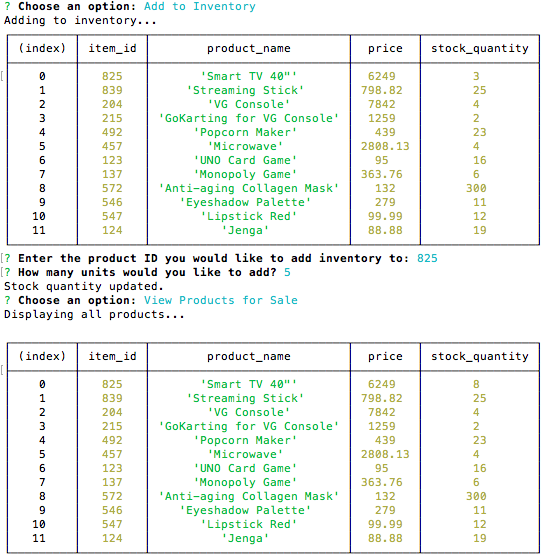 ? Choose an option: Add to Inventory
Adding to inventory...
(index) item_id product_name price stock_quantity
0 825 'Smart TV 40"' 6249 3
1 839 'Streaming Stick' 798.82 25
2 204 'VG Console' 7842 4
3 215 'GoKarting for VG Console' 1259 2
4 492 'Popcorn Maker' 439 23
5 457 'Microwave' 2808.13 4
6 123 'UNO Card Game' 95 16
7 137 'Monopoly Game' 363.76 6
8 572 'Anti-aging Collagen Mask' 132 300
9 546 'Eyeshadow Palette' 279 11
10 547 'Lipstick Red' 99.99 12
11 124 'Jenga' 88.88 19
[? Enter the product ID you would like to add inventory to: 825
[? How many units would you like to add? 5
Stock quantity updated.
? Choose an option: View Products for Sale
Displaying all products...
(index) item_id product_name price stock_quantity
0 825 'Smart TV 40"' 6249 8
1 839 'Streaming Stick' 798.82 25
2 204 'VG Console' 7842 4
3 215 'GoKarting for VG Console' 1259 2
4 492 'Popcorn Maker' 439 23
5 457 'Microwave' 2808.13 4
6 123 'UNO Card Game' 95 16
7 137 'Monopoly Game' 363.76 6
8 572 'Anti-aging Collagen Mask' 132 300
9 546 'Eyeshadow Palette' 279 11
10 547 'Lipstick Red' 99.99 12
11 124 'Jenga' 88.88 19